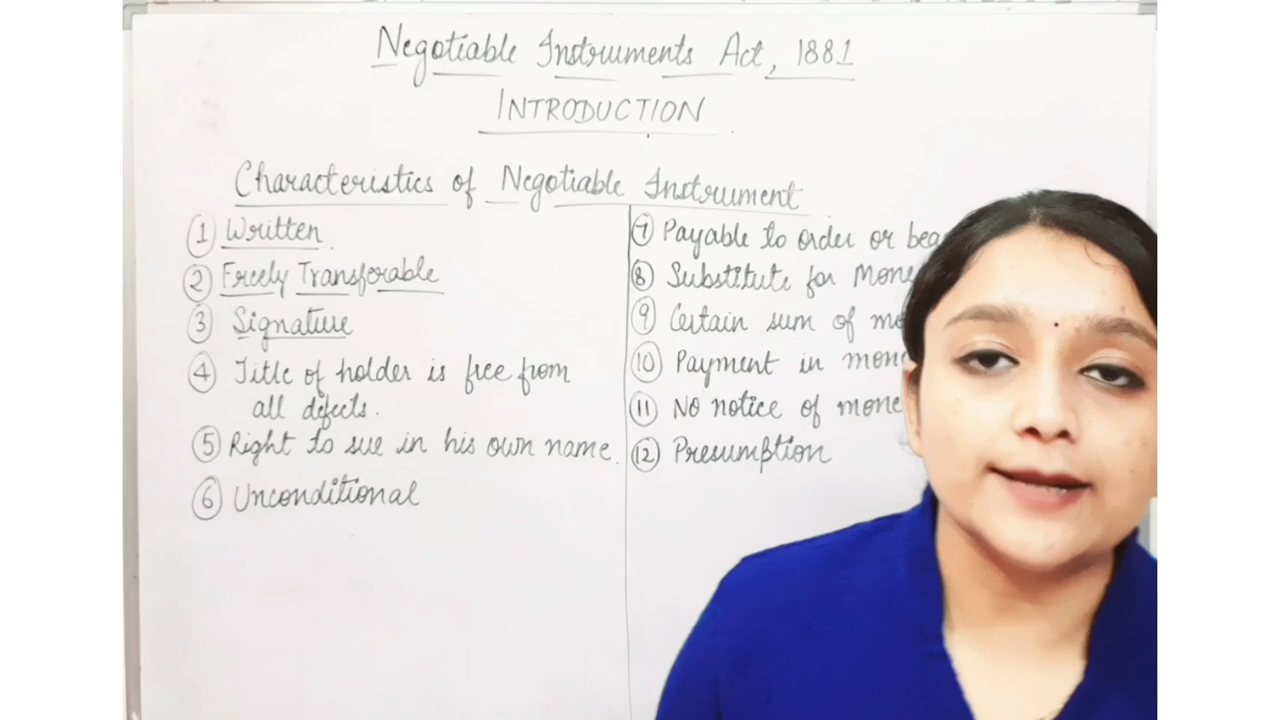 Negotiable Instruments Act, 1881
INTRODUCTION
Characteristics of Negotiable Instrument
① Written
② Freely Transferable
③ Signature
④ Title of holder is free from
all defects.
⑤ Right to sue in his own name.
⑥ Unconditional
⑦ Payable to order or
⑧ Substitute for
⑨ Certain sum of
⑩ Payment in
⑪ No notice of
⑫ Presumption